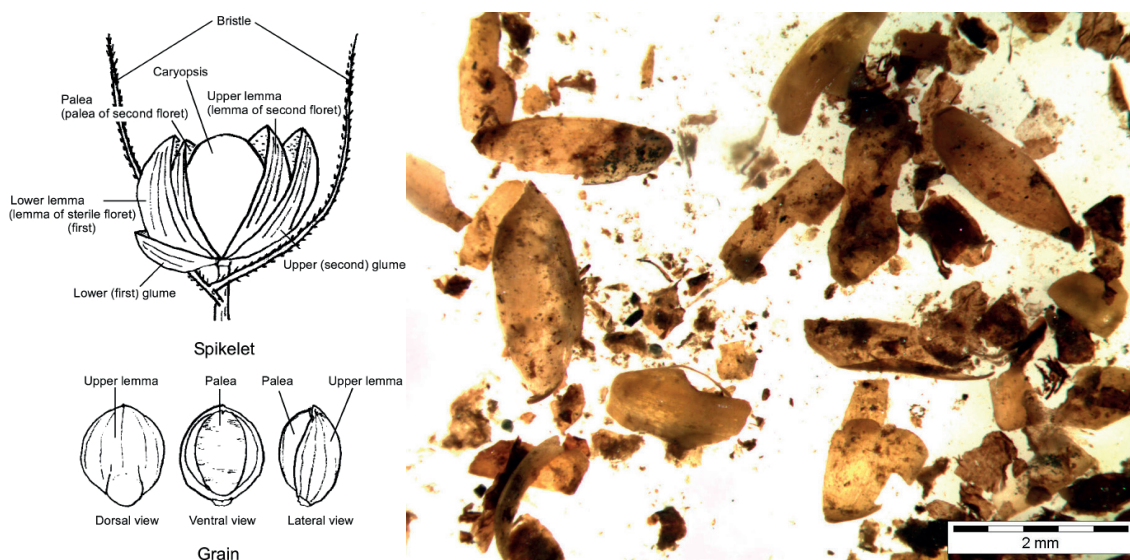 Bristle
Caryopsis
Palea
(palea of second floret)
Upper lemma
(lemma of second floret)
Lower lemma
(lemma of sterile floret)
(first)
Upper (second) glume
Lower (first) glume
Spikelet
Upper lemma
Palea
Palea
Upper lemma
Dorsal view
Ventral view
Lateral view
Grain
2 mm